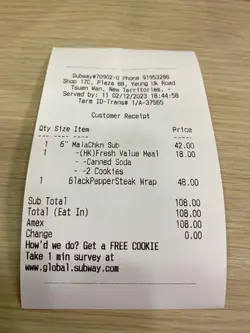 Subway#70902-0 Phone 91953286
Shop 17C, Plaza 88, Yeung Uk Road
Tsuen Wan, New Territories, -
Served by: 11 02/12/2023 18:44:58
Term ID-Trans# 1/A-37565
Customer Receipt
Qty Size Item Price
1 6" MalaChkn Sub 42.00
1 -(HK)Fresh Value Meal 18.00
- -Canned Soda
- -2 Cookies
1 BlackPepperSteak Wrap 48.00
Sub Total 108.00
Total (Eat In) 108.00
Amex 108.00
Change 0.00
How'd we do? Get a FREE COOKIE
Take 1 min survey at
www.global.subway.com